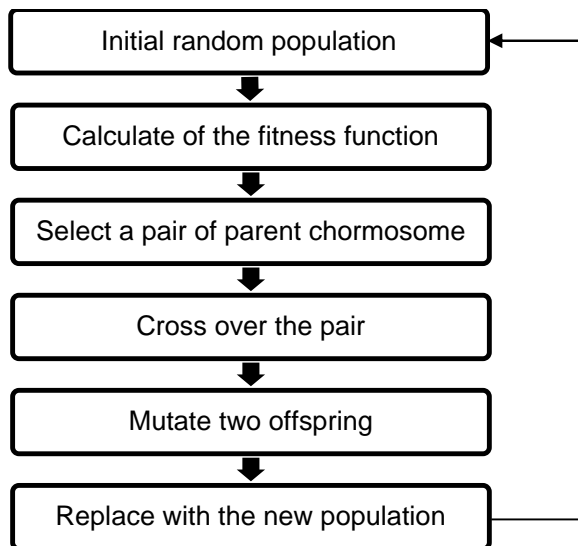 Initial random population
Calculate of the fitness function
Select a pair of parent chormosome
Cross over the pair
Mutate two offspring
Replace with the new population